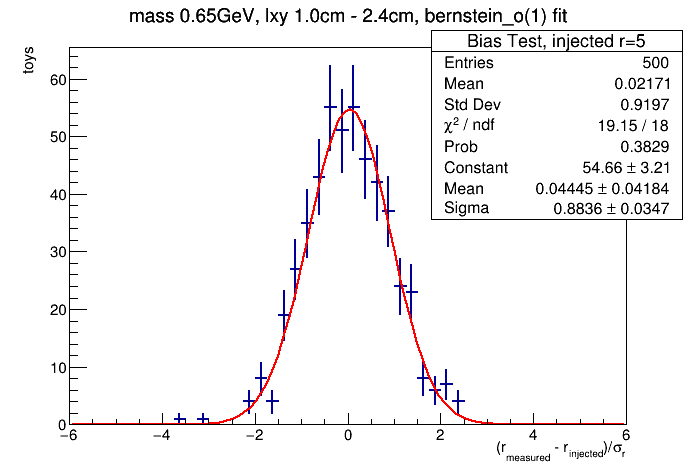 mass 0.65GeV, lxy 1.0cm - 2.4cm, bernstein_o(1) fit
toys
Bias Test, injected r=5
Entries 500
Mean 0.02171
Std Dev 0.9197
χ² / ndf 19.15 / 18
Prob 0.3829
Constant 54.66 ± 3.21
Mean 0.04445 ± 0.04184
Sigma 0.8836 ± 0.0347
60
50
40
30
20
10
0
−6 −4 −2 0 2 4 6
(r_measured - r_injected)/σ_r